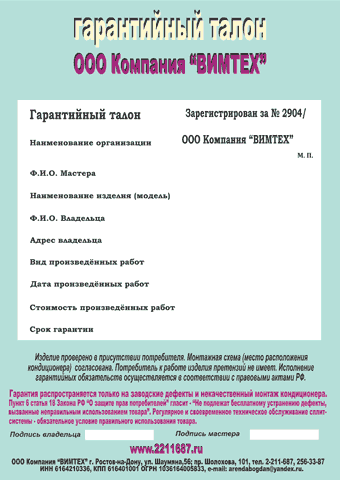 гарантийный талон
ООО Компания "ВИМТЕХ"
Гарантийный талон
Зарегистрирован за № 2904/
Наименование организации
ООО Компания "ВИМТЕХ"
М. П.
Ф.И.О. Мастера
Наименование изделия (модель)
Ф.И.О. Владельца
Адрес владельца
Вид произведённых работ
Дата произведённых работ
Стоимость произведённых работ
Срок гарантии
Изделие проверено в присутствии потребителя. Монтажная схема (место расположения
кондиционера) согласована. Потребитель к работе изделия претензий не имеет. Исполнение
гарантийных обязательств осуществляется в соответствии с правовыми актами РФ.
Гарантия распространяется только на заводские дефекты и некачественный монтаж кондиционера.
Пункт 6 статьи 18 Закона РФ "О защите прав потребителей" гласит - "Не подлежат бесплатному устранению дефекты,
вызванные неправильным использованием товара". Регулярное и своевременное техническое обслуживание сплит-
системы - обязательное условие правильного использования товара.
Подпись владельца
Подпись мастера
www.2211687.ru
ООО Компания "ВИМТЕХ" г. Ростов-на-Дону, ул. Шаумяна,56; пр. Шолохова, 101, тел. 2-211-687, 256-33-87
ИНН 6164210336, КПП 616401001 ОГРН 1036164005833, e-mail: arendabogdan@yandex.ru.